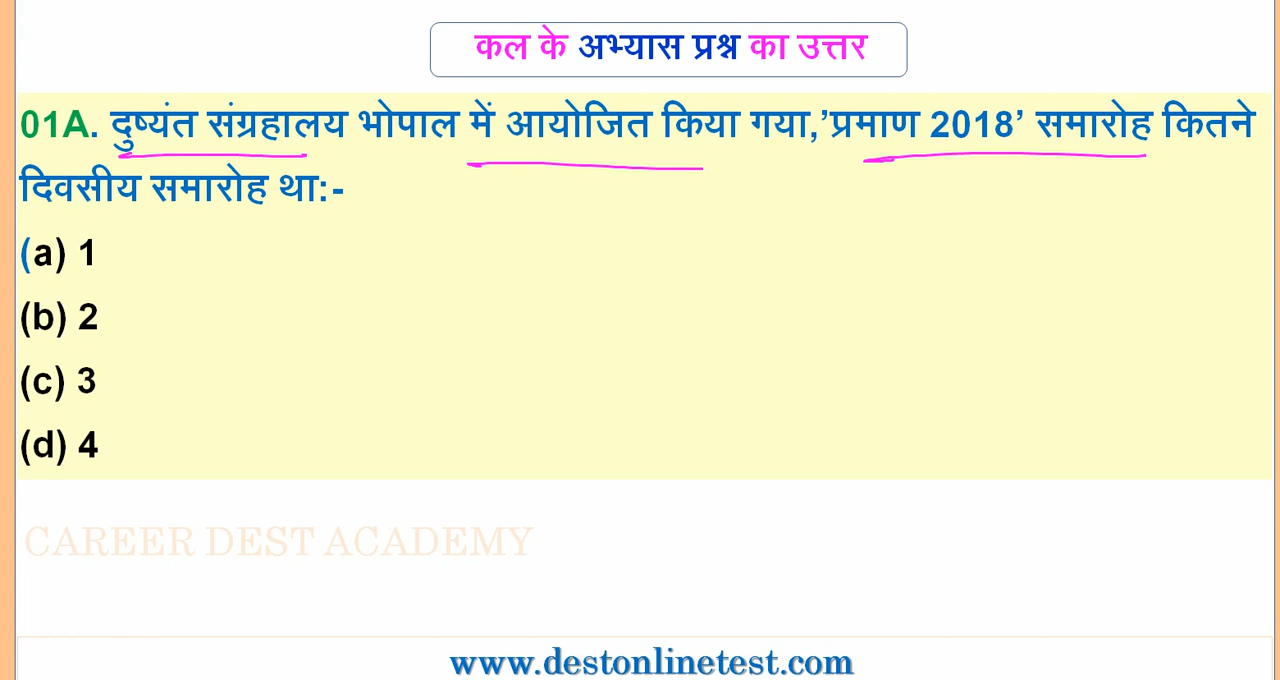 कल के अभ्यास प्रश्न का उत्तर
01A. दुष्यंत संग्रहालय भोपाल में आयोजित किया गया,’प्रमाण 2018’ समारोह कितने
दिवसीय समारोह था:-
(a) 1
(b) 2
(c) 3
(d) 4
CAREER DEST ACADEMY
www.destonlinetest.com